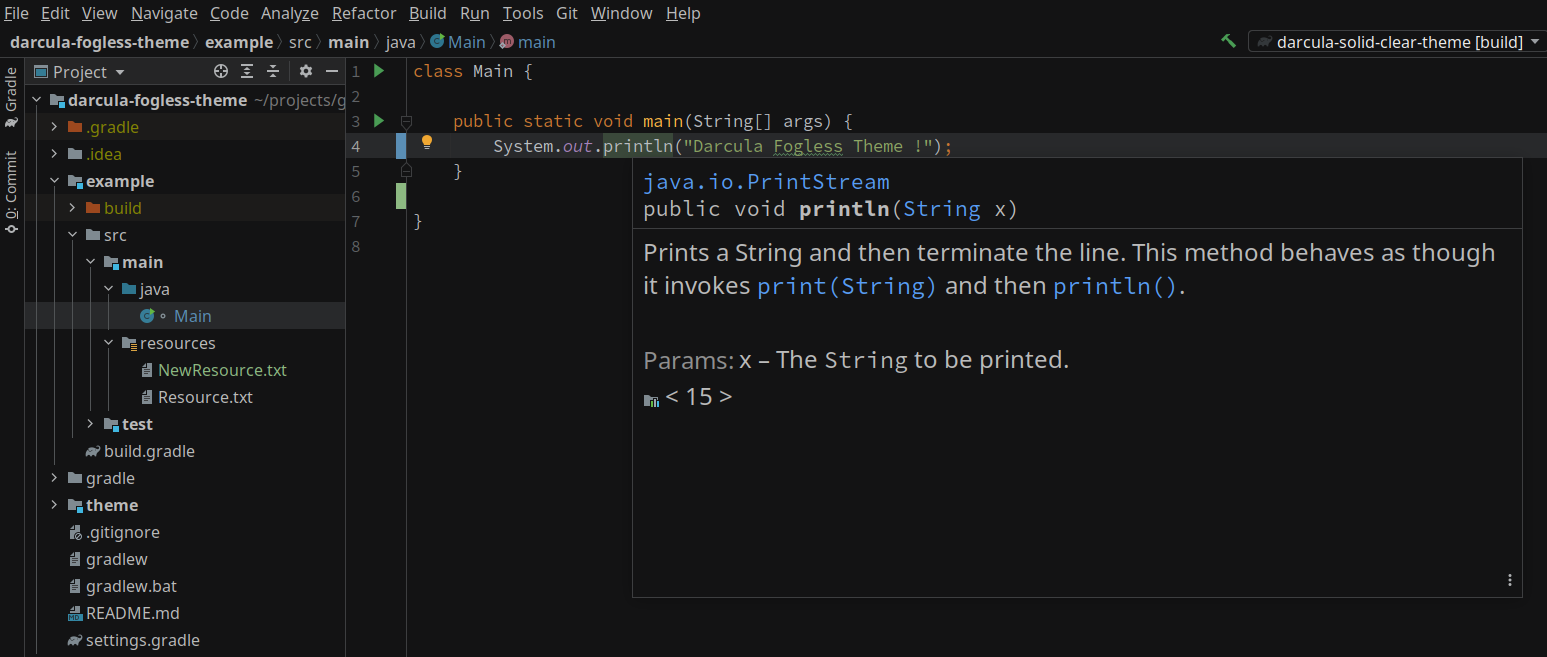 File Edit View Navigate Code Analyze Refactor Build Run Tools Git Window Help
darcula-fogless-theme example src main java Main main
darcula-solid-clear-theme [build]
Gradle
0: Commit
Project
darcula-fogless-theme ~/projects/g
.gradle
.idea
example
build
src
main
java
Main
resources
NewResource.txt
Resource.txt
test
build.gradle
gradle
theme
.gitignore
gradlew
gradlew.bat
README.md
settings.gradle
1 class Main {
2
3 public static void main(String[] args) {
4 System.out.println("Darcula Fogless Theme !");
5 }
6
7 }
8
java.io.PrintStream
public void println(String x)
Prints a String and then terminate the line. This method behaves as though
it invokes print(String) and then println().
Params: x – The String to be printed.
< 15 >